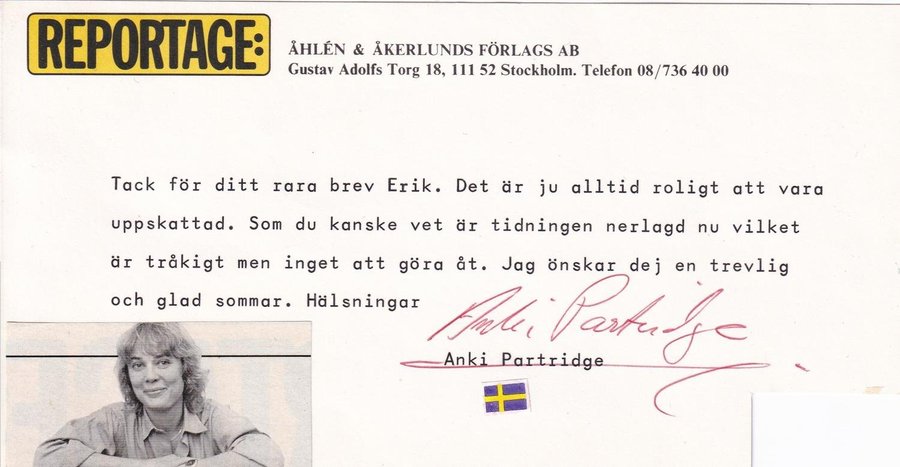 REPORTAGE:
ÅHLÉN & ÅKERLUNDS FÖRLAGS AB
Gustav Adolfs Torg 18, 111 52 Stockholm. Telefon 08/736 40 00
Tack för ditt rara brev Erik. Det är ju alltid roligt att vara
uppskattad. Som du kanske vet är tidningen nerlagd nu vilket
är tråkigt men inget att göra åt. Jag önskar dej en trevlig
och glad sommar. Hälsningar
Anki Partridge
Anki Partridge